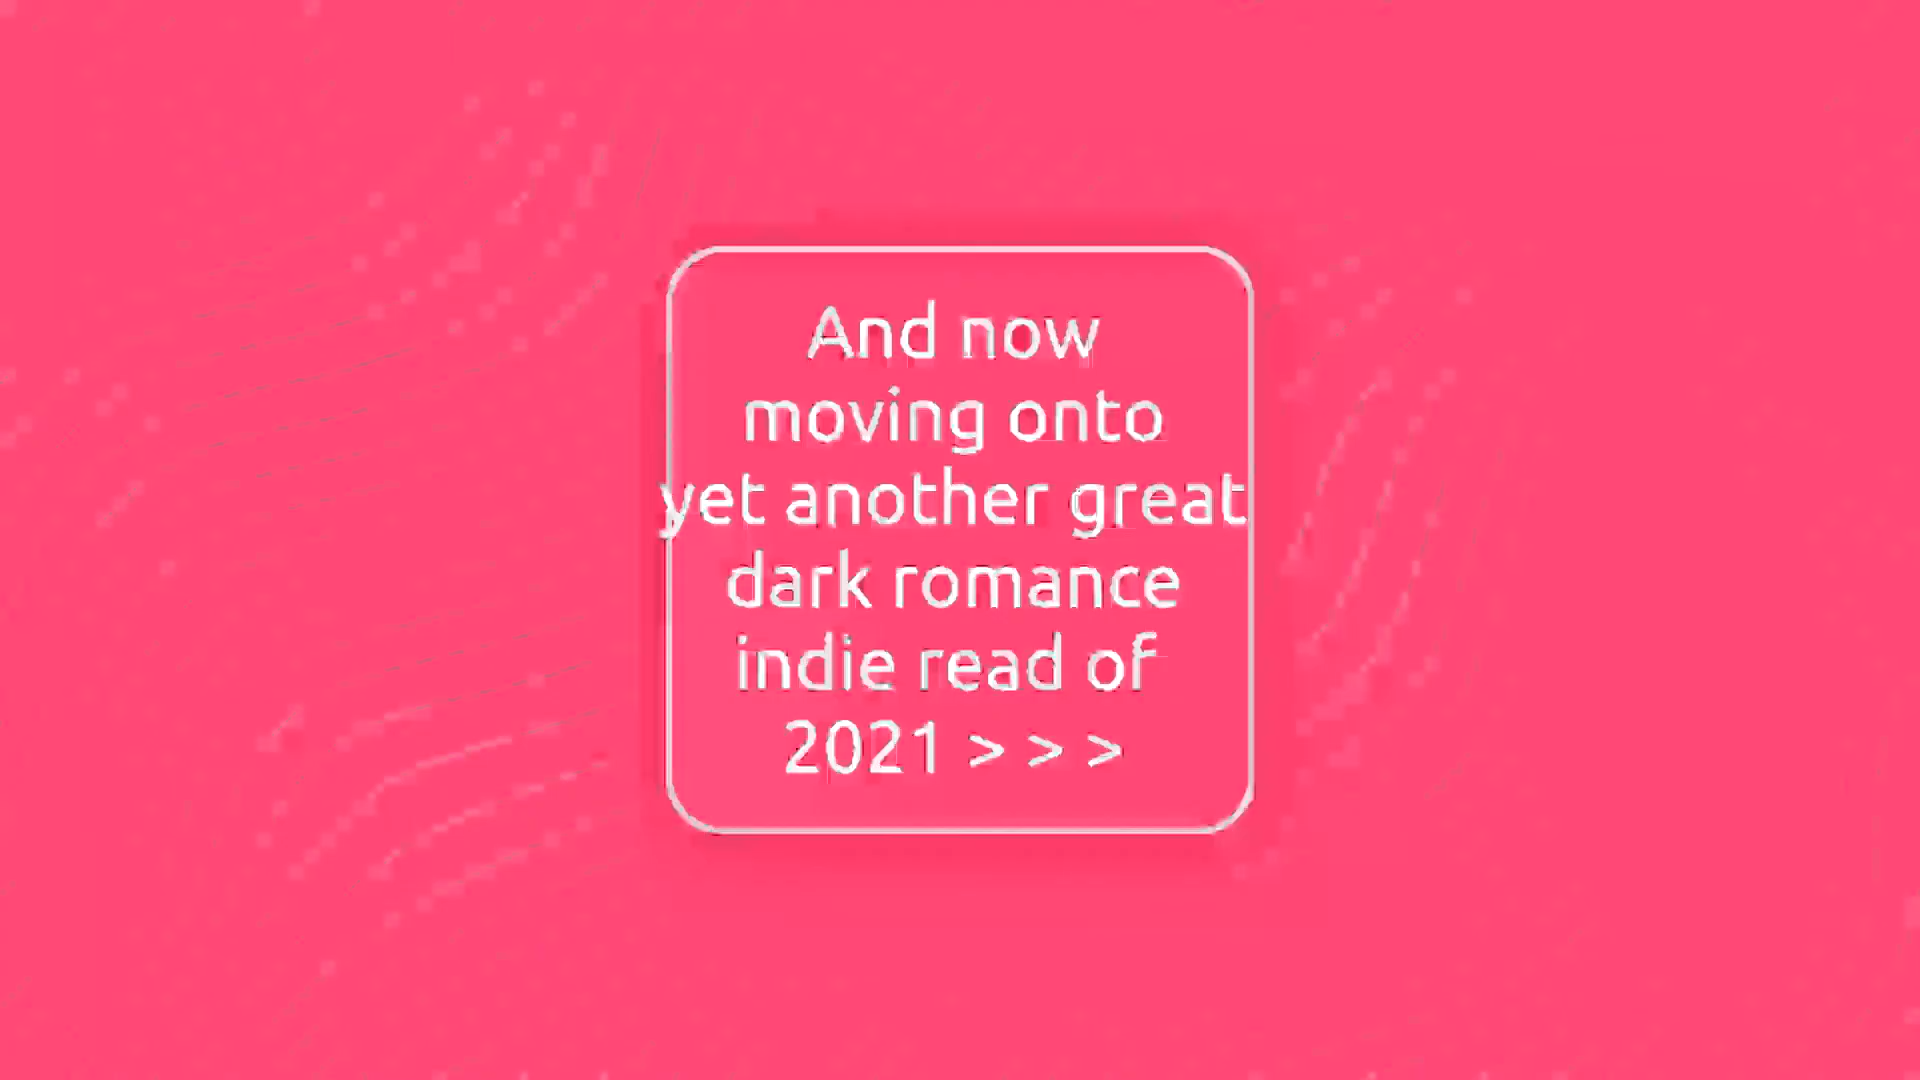 And now
moving onto
yet another great
dark romance
indie read of
2021 > > >